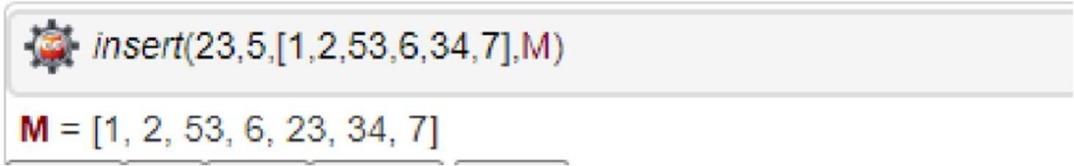 insert(23,5,[1,2,53,6,34,7],M)
M = [1, 2, 53, 6, 23, 34, 7]